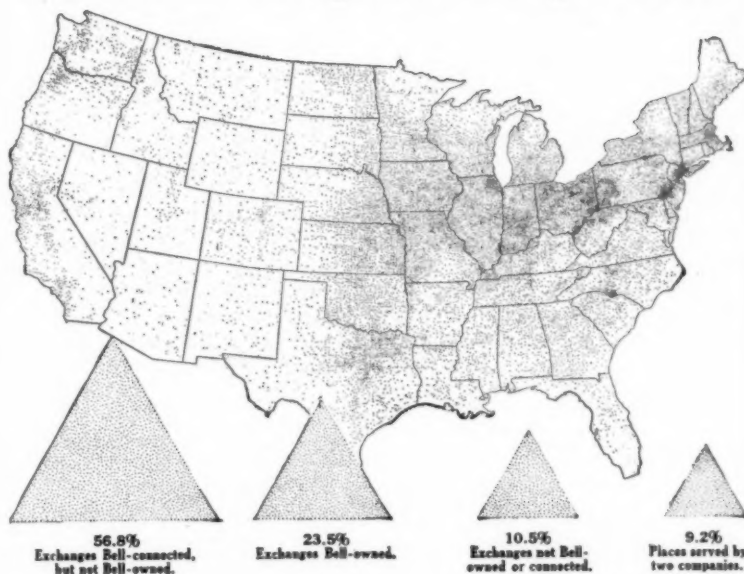 56.8%
Exchanges Bell-connected,
but not Bell-owned.
23.5%
Exchanges Bell-owned.
10.5%
Exchanges not Bell-
owned or connected.
9.2%
Places served by
two companies.